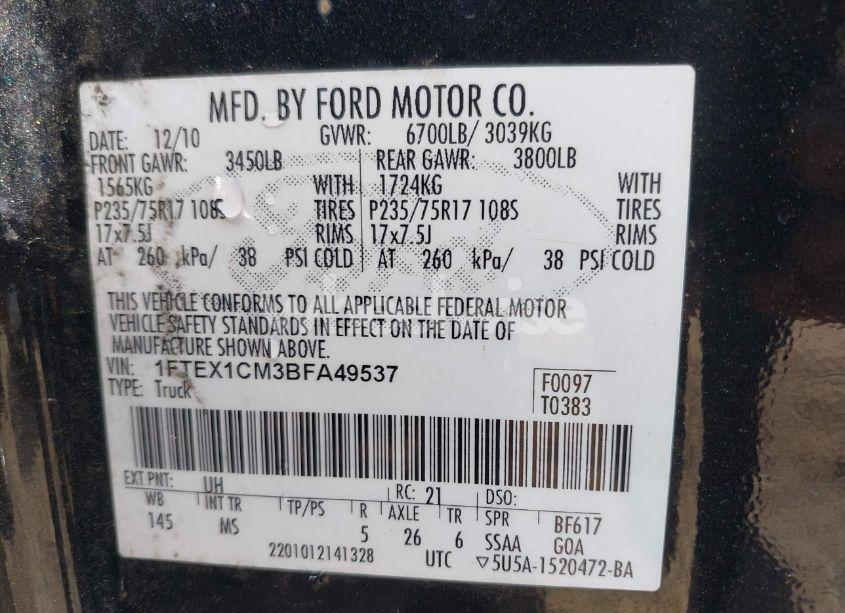 MFD. BY FORD MOTOR CO.
DATE: 12/10 GVWR: 6700LB/ 3039KG
FRONT GAWR: 3450LB REAR GAWR: 3800LB
1565KG WITH 1724KG WITH
P235/75R17 108S TIRES P235/75R17 108S TIRES
17x7.5J RIMS 17x7.5J RIMS
AT 260 kPa/ 38 PSI COLD AT 260 kPa/ 38 PSI COLD
THIS VEHICLE CONFORMS TO ALL APPLICABLE FEDERAL MOTOR
VEHICLE SAFETY STANDARDS IN EFFECT ON THE DATE OF
MANUFACTURE SHOWN ABOVE.
VIN: 1FTEX1CM3BFA49537 F0097
TYPE: Truck T0383
EXT PNT: UH RC: 21 DSO:
WB INT TR TP/PS R AXLE TR SPR BF617
145 MS 5 26 6 SSAA GOA
2201012141328 UTC ▽5U5A-1520472-BA